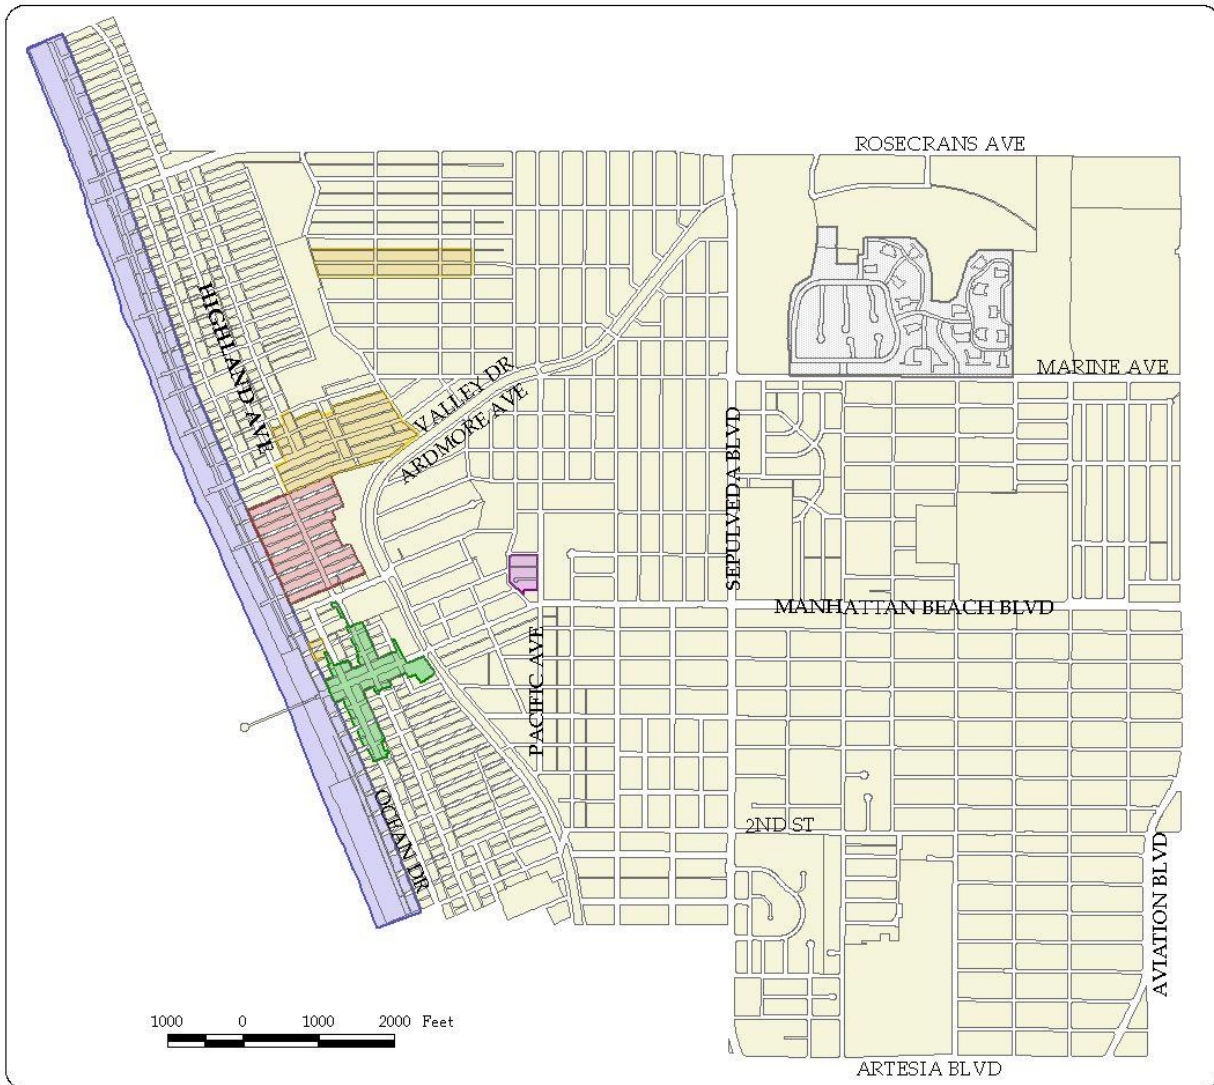 ROSECRANS AVE
HIGHLAND AVE
VALLEY DR
ARDMORE AVE
MARINE AVE
SEPULVEDA BLVD
MANHATTAN BEACH BLVD
PACIFIC AVE
OCEAN DR
2ND ST
AVIATION BLVD
1000 0 1000 2000 Feet
ARTESIA BLVD